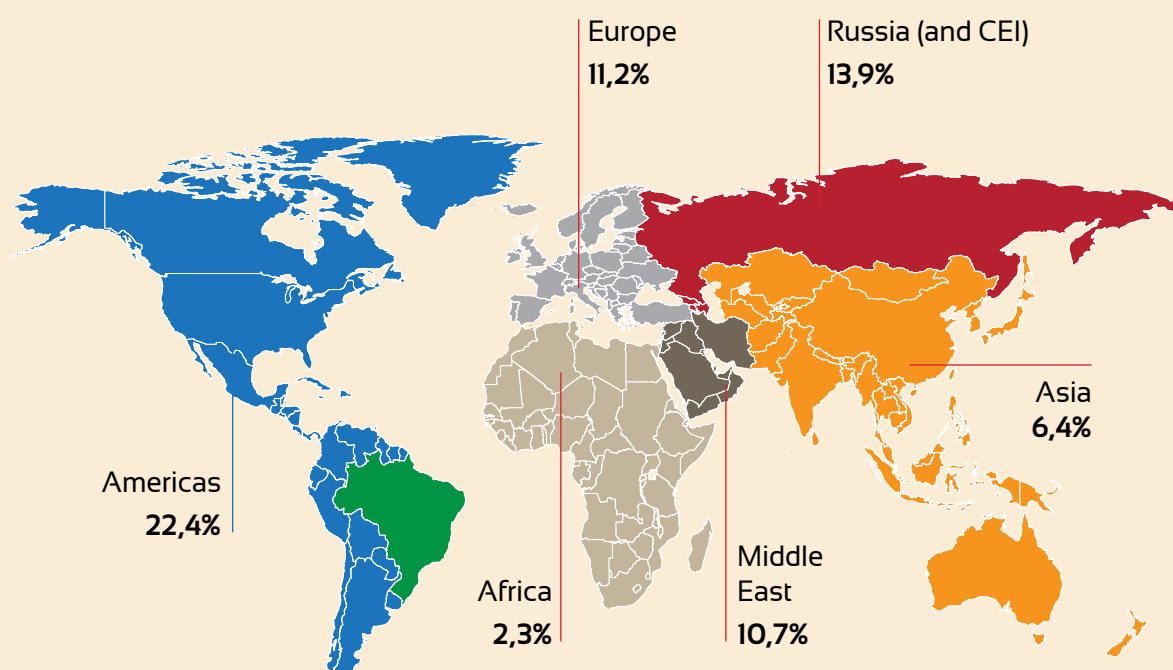 Europe
11,2%
Russia (and CEI)
13,9%
Americas
22,4%
Africa
2,3%
Middle
East
10,7%
Asia
6,4%